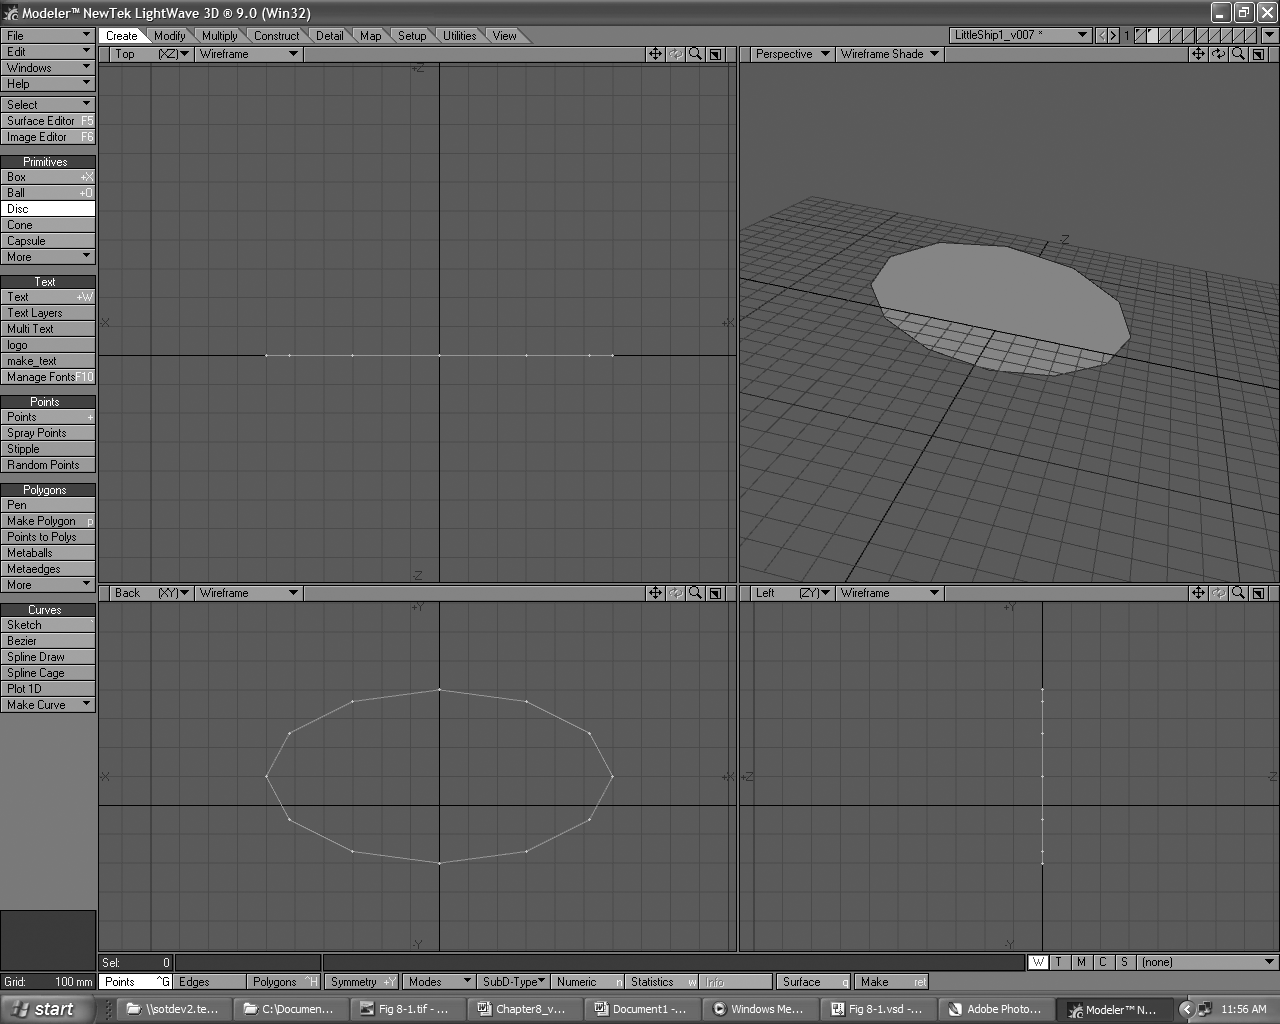 Modeler™ NewTek LightWave 3D ® 9.0 (Win32)
File
Edit
Windows
Help
Select
Surface Editor F5
Image Editor F6
Primitives
Box +X
Ball +O
Disc
Cone
Capsule
More
Text
Text +W
Text Layers
Multi Text
logo
make_text
Manage Fonts F10
Points
Points +
Spray Points
Stipple
Random Points
Polygons
Pen
Make Polygon p
Points to Polys
Metaballs
Metaedges
More
Curves
Sketch `
Bezier
Spline Draw
Spline Cage
Plot 1D
Make Curve
Create Modify Multiply Construct Detail Map Setup Utilities View
LittleShip1_v007 * < > 1
Top (XZ) Wireframe
+Z
-X
+X
-Z
Perspective Wireframe Shade
-Z
Back (XY) Wireframe
+Y
-X
+X
-Y
Left (ZY) Wireframe
+Y
+Z
-Z
-Y
Sel: 0
W T M C S (none)
Grid: 100 mm
Points ^G Edges Polygons ^H Symmetry +Y Modes SubD-Type Numeric n Statistics w Info Surface q Make ret
start \\sotdev2.te... C:\Documen... Fig 8-1.tif - ... Chapter8_v... Document1 -... Windows Me... Fig 8-1.vsd -... Adobe Photo... Modeler™ N... 11:56 AM